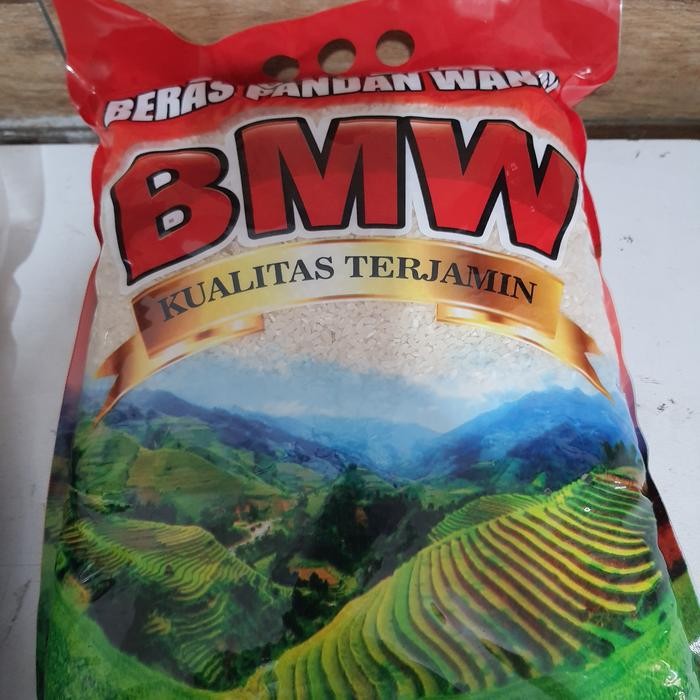 BERAS PANDAN WANGI
BMW
KUALITAS TERJAMIN